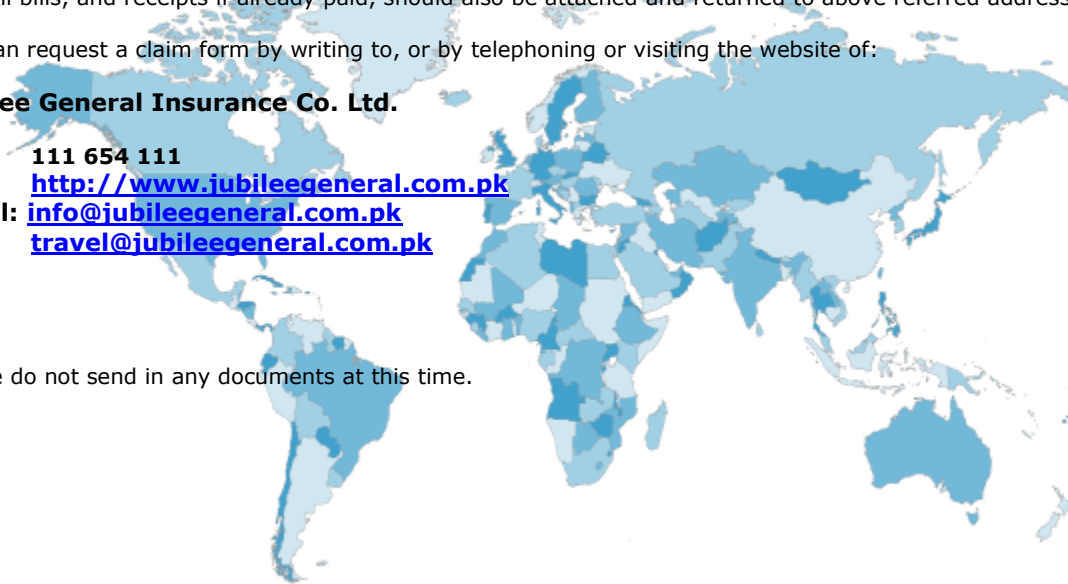 ll bills, and receipts if already paid, should also be attached and returned to above referred address
an request a claim form by writing to, or by telephoning or visiting the website of:
ee General Insurance Co. Ltd.
111 654 111
http://www.jubileegeneral.com.pk
l: info@jubileegeneral.com.pk
travel@jubileegeneral.com.pk
e do not send in any documents at this time.